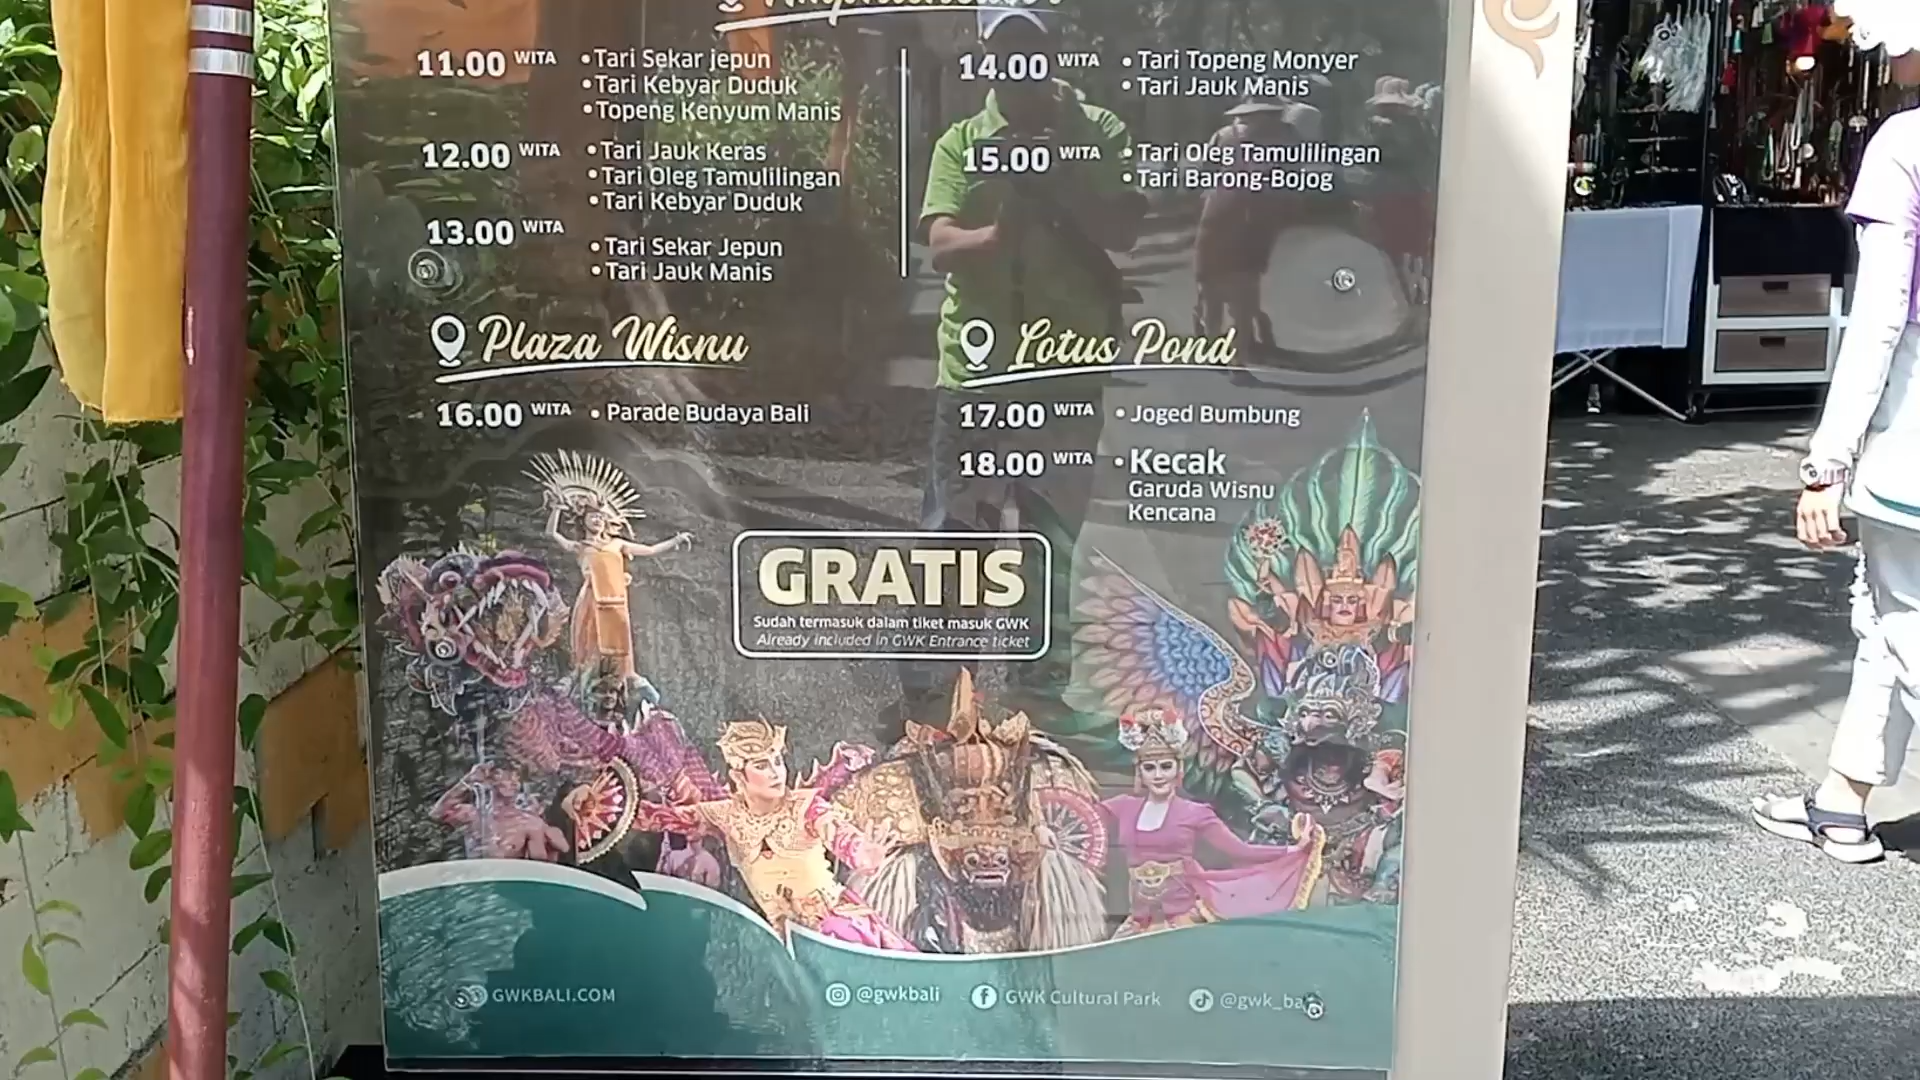 11.00 WITA
• Tari Sekar jepun
• Tari Kebyar Duduk
• Topeng Kenyum Manis
12.00 WITA
• Tari Jauk Keras
• Tari Oleg Tamulilingan
• Tari Kebyar Duduk
13.00 WITA
• Tari Sekar Jepun
• Tari Jauk Manis
14.00 WITA
• Tari Topeng Monyer
• Tari Jauk Manis
15.00 WITA
• Tari Oleg Tamulilingan
• Tari Barong-Bojog
Plaza Wisnu
16.00 WITA • Parade Budaya Bali
Lotus Pond
17.00 WITA • Joged Bumbung
18.00 WITA • Kecak
Garuda Wisnu
Kencana
GRATIS
Sudah termasuk dalam tiket masuk GWK
Already included in GWK Entrance ticket
GWKBALI.COM
@gwkbali
GWK Cultural Park